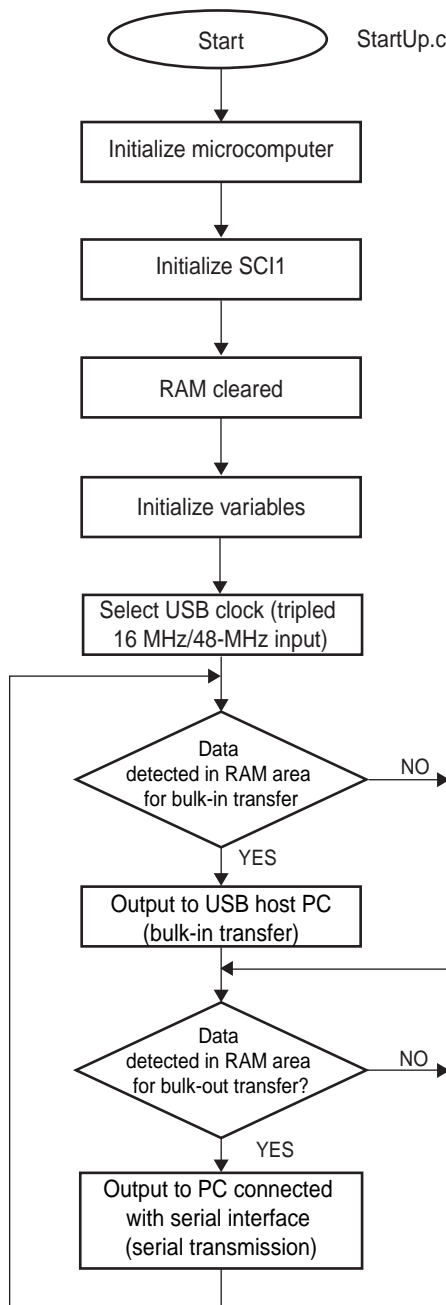 Start
StartUp.c
Initialize microcomputer
Initialize SCI1
RAM cleared
Initialize variables
Select USB clock (tripled
16 MHz/48-MHz input)
Data
detected in RAM area
for bulk-in transfer
NO
YES
Output to USB host PC
(bulk-in transfer)
Data
detected in RAM area
for bulk-out transfer?
NO
YES
Output to PC connected
with serial interface
(serial transmission)